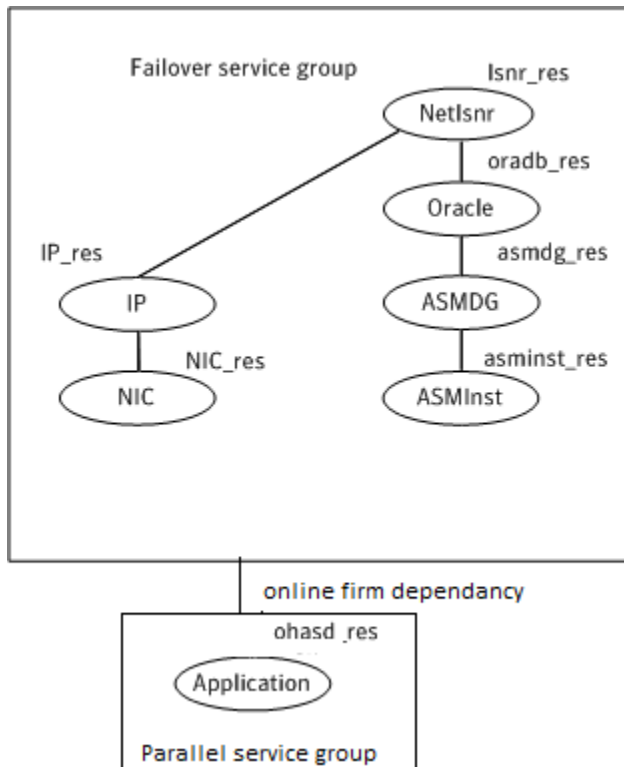 Failover service group
lsnr_res
Netlsnr
oradb_res
Oracle
asmdg_res
IP_res
IP
ASMDG
NIC_res
asminst_res
NIC
ASMInst
online firm dependancy
ohasd_res
Application
Parallel service group